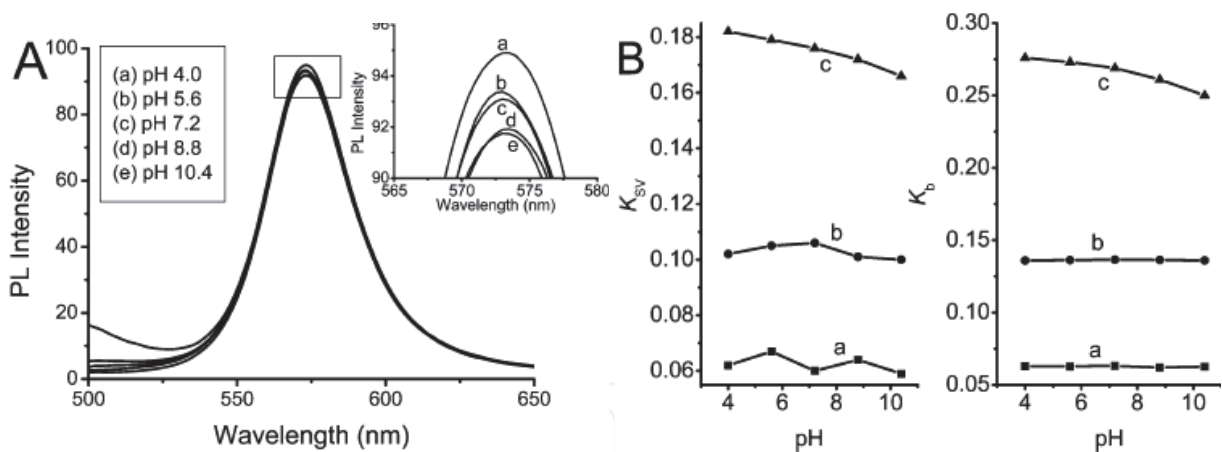 A
100
80
60
40
20
0
PL Intensity
500 550 600 650
Wavelength (nm)
(a) pH 4.0
(b) pH 5.6
(c) pH 7.2
(d) pH 8.8
(e) pH 10.4
96
94
92
90
PL Intensity
565 570 575 580
Wavelength (nm)
a
b
c
d
e
B
0.18
0.16
0.14
0.12
0.10
0.08
0.06
KSV
4 6 8 10
pH
c
b
a
0.30
0.25
0.20
0.15
0.10
0.05
Kb
4 6 8 10
pH
c
b
a